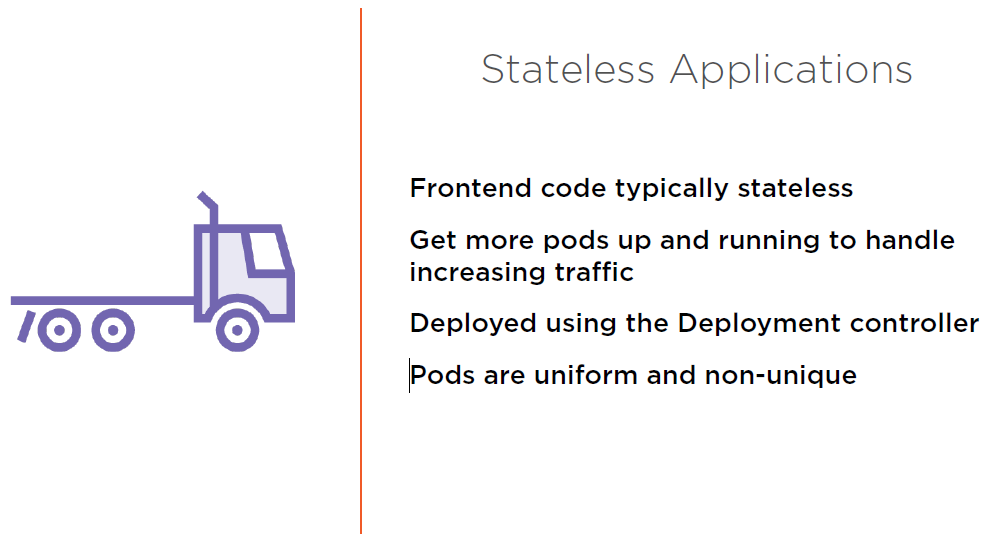 Stateless Applications
Frontend code typically stateless
Get more pods up and running to handle
increasing traffic
Deployed using the Deployment controller
Pods are uniform and non-unique